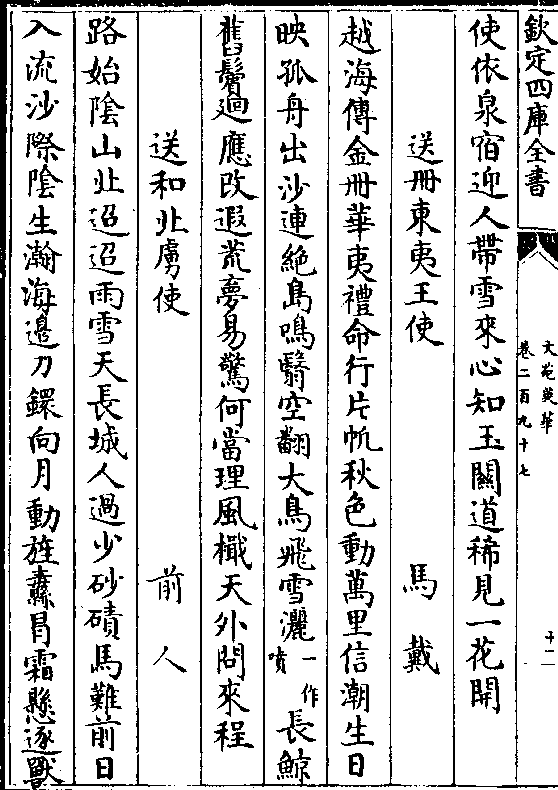 欽定四庫全書
文苑英華
卷二百九十七
十一
使依泉宿迎人帶雪來心知玉關道稀見一花開
送冊東夷王使 馬戴
越海傳金冊華夷禮命行片帆秋色動萬里信潮生日
映孤舟出沙連絶島鳴翳空翻大鳥飛雪灑一作噴長鯨
舊鬢迴應改遐荒夢易驚何當理風檝天外問來程
送和北虜使 前人
路始隂山北迢迢雨雪天長城人過少砂磧馬難前日
入流沙際隂生瀚海邊刀鐶向月動旌纛冐霜懸逐獸